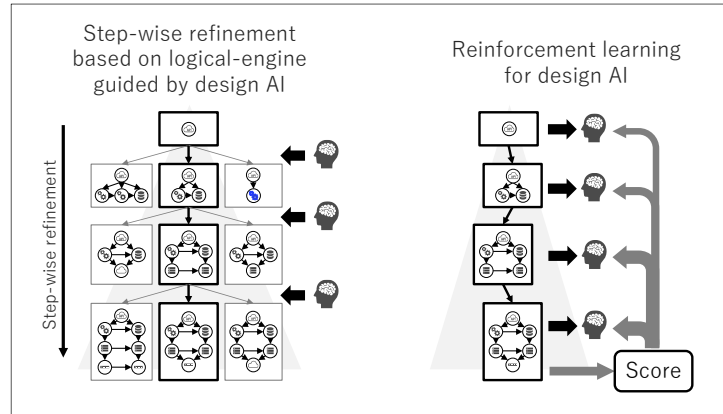 Step-wise refinement
based on logical-engine
guided by design AI
Step-wise refinement
Reinforcement learning
for design AI
Score